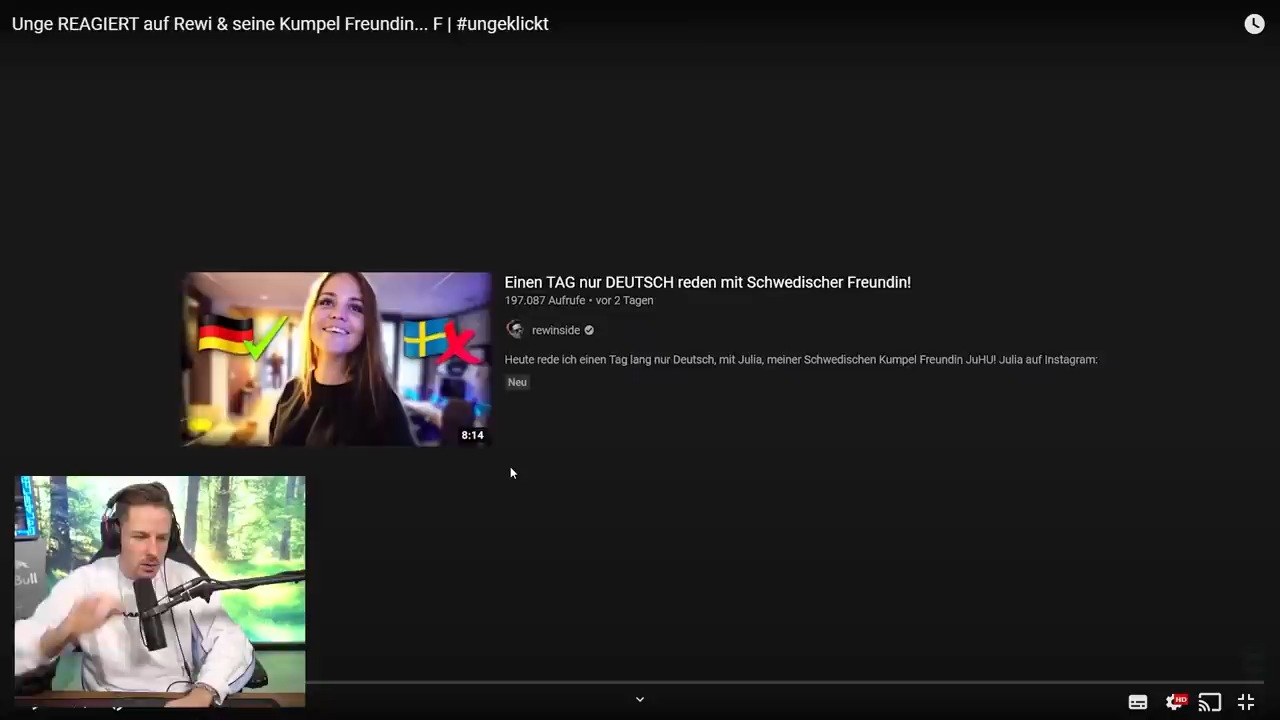 Unge REAGIERT auf Rewi & seine Kumpel Freundin... F | #ungeklickt
Einen TAG nur DEUTSCH reden mit Schwedischer Freundin!
197.087 Aufrufe • vor 2 Tagen
rewinside
Heute rede ich einen Tag lang nur Deutsch, mit Julia, meiner Schwedischen Kumpel Freundin JuHU! Julia auf Instagram:
Neu
8:14
Bull
HD